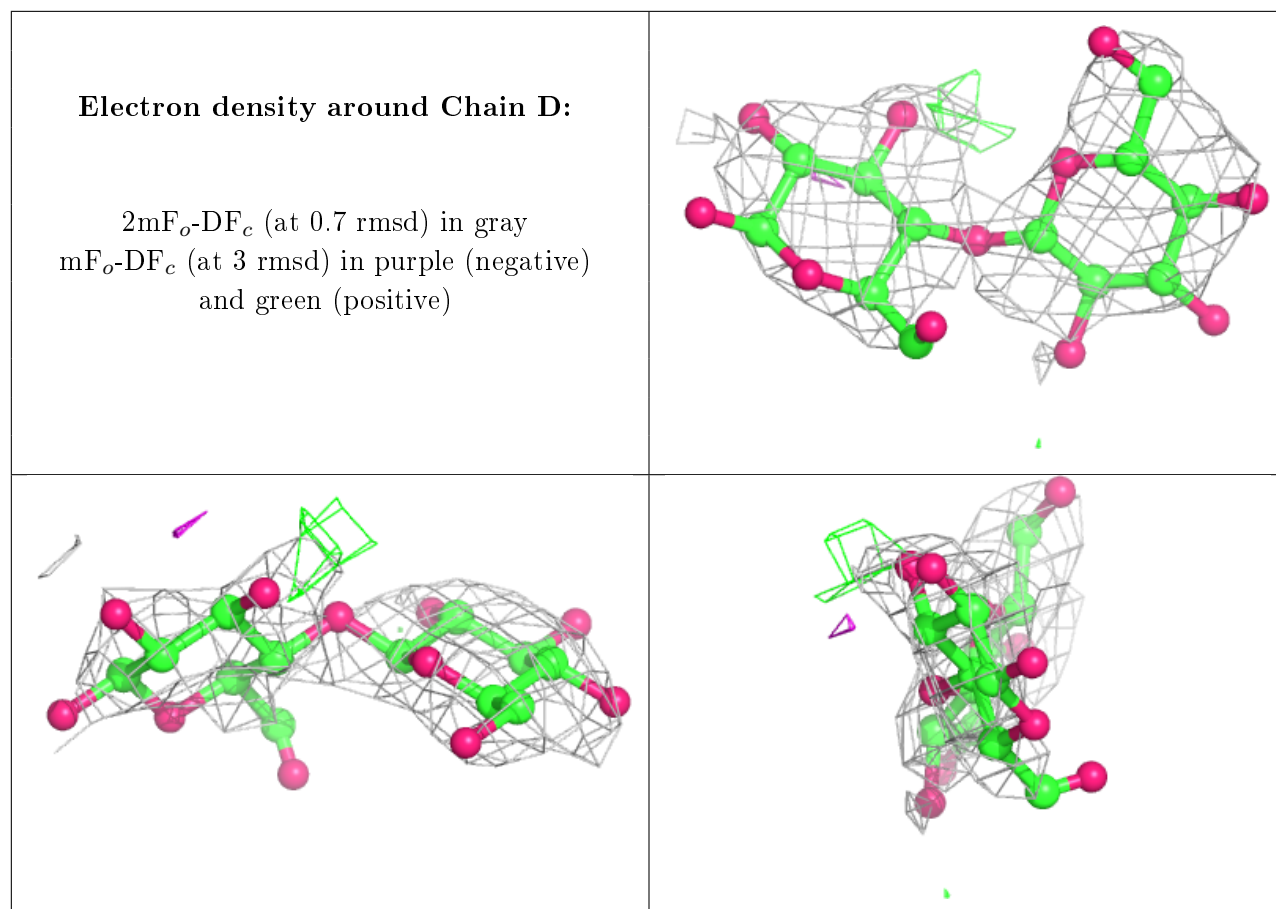 Electron density around Chain D:
2mFₒ-DF𝒸 (at 0.7 rmsd) in gray
mFₒ-DF𝒸 (at 3 rmsd) in purple (negative)
and green (positive)